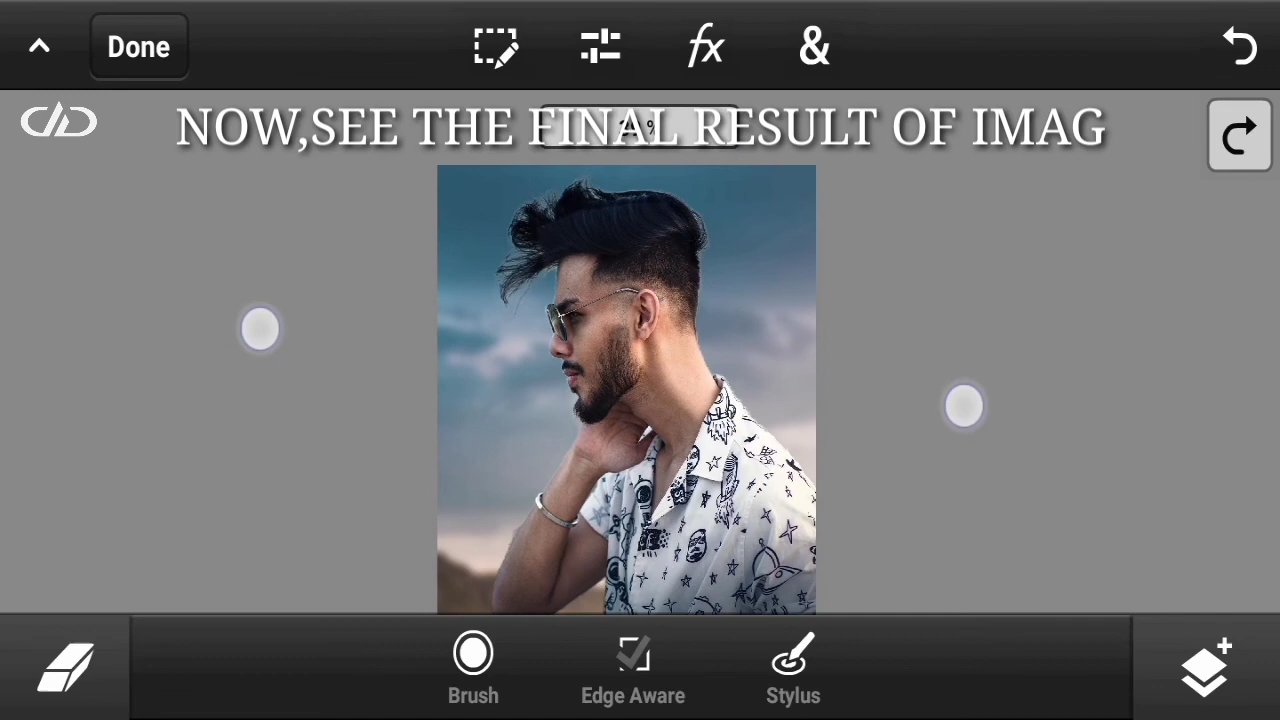 Done
fx
&
NOW,SEE THE FINAL RESULT OF IMAG
Brush
Edge Aware
Stylus